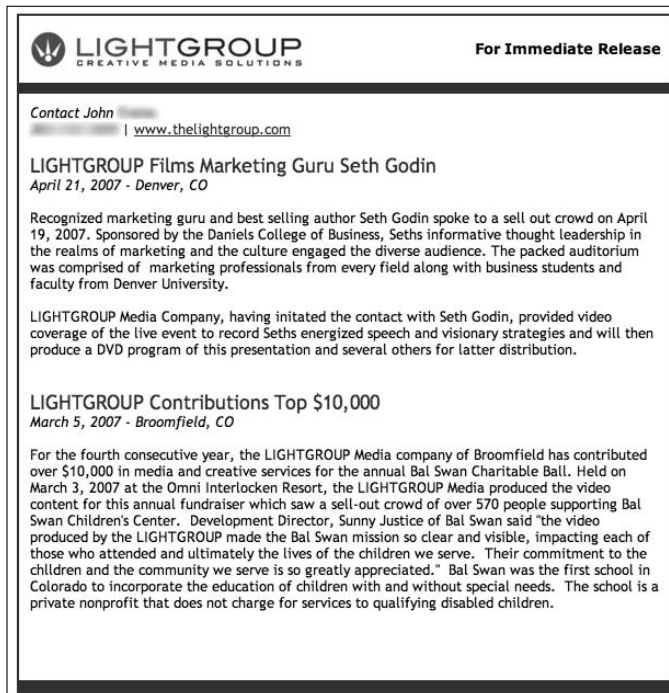 LIGHTGROUP
CREATIVE MEDIA SOLUTIONS
For Immediate Release
Contact John
| www.thelightgroup.com
LIGHTGROUP Films Marketing Guru Seth Godin
April 21, 2007 - Denver, CO
Recognized marketing guru and best selling author Seth Godin spoke to a sell out crowd on April
19, 2007. Sponsored by the Daniels College of Business, Seths informative thought leadership in
the realms of marketing and the culture engaged the diverse audience. The packed auditorium
was comprised of  marketing professionals from every field along with business students and
faculty from Denver University.
LIGHTGROUP Media Company, having initated the contact with Seth Godin, provided video
coverage of the live event to record Seths energized speech and visionary strategies and will then
produce a DVD program of this presentation and several others for latter distribution.
LIGHTGROUP Contributions Top $10,000
March 5, 2007 - Broomfield, CO
For the fourth consecutive year, the LIGHTGROUP Media company of Broomfield has contributed
over $10,000 in media and creative services for the annual Bal Swan Charitable Ball. Held on
March 3, 2007 at the Omni Interlocken Resort, the LIGHTGROUP Media produced the video
content for this annual fundraiser which saw a sell-out crowd of over 570 people supporting Bal
Swan Children's Center.  Development Director, Sunny Justice of Bal Swan said "the video
produced by the LIGHTGROUP made the Bal Swan mission so clear and visible, impacting each of
those who attended and ultimately the lives of the children we serve.  Their commitment to the
chlldren and the community we serve is so greatly appreciated."  Bal Swan was the first school in
Colorado to incorporate the education of children with and without special needs.  The school is a
private nonprofit that does not charge for services to qualifying disabled children.